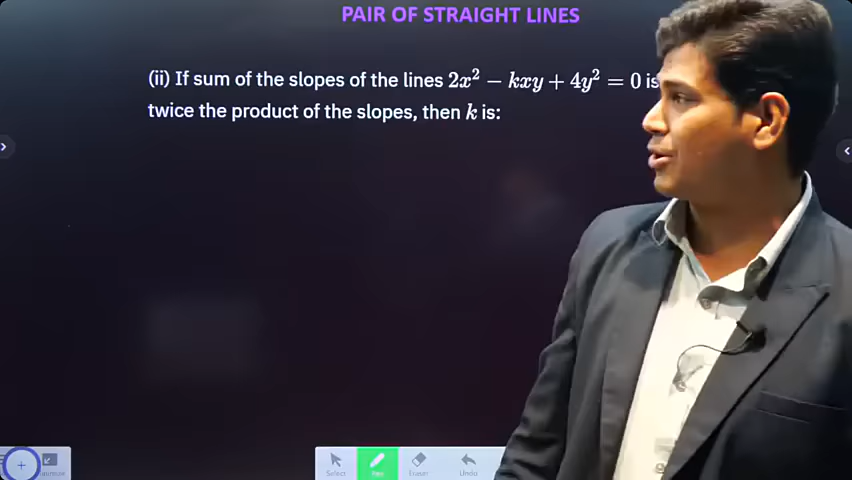 PAIR OF STRAIGHT LINES
(ii) If sum of the slopes of the lines 2x² − kxy + 4y² = 0 is
twice the product of the slopes, then k is:
Select
Pen
Eraser
Undo